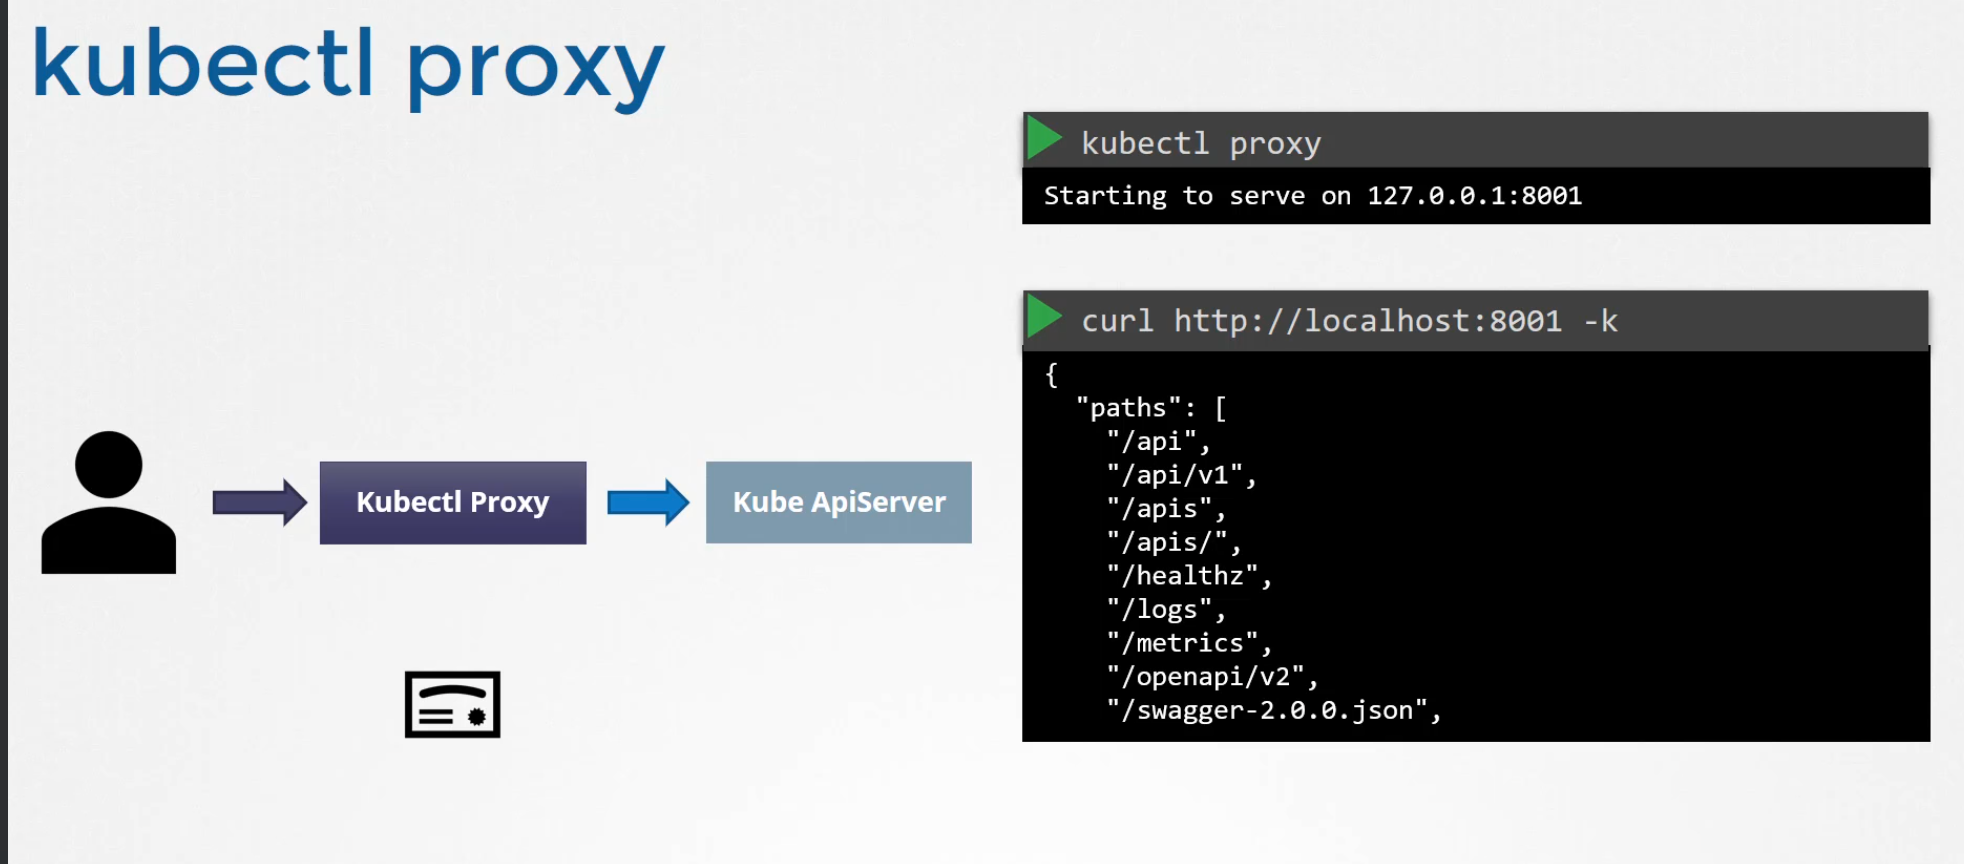 kubectl proxy
kubectl proxy
Starting to serve on 127.0.0.1:8001
curl http://localhost:8001 -k
{
"paths": [
"/api",
"/api/v1",
"/apis",
"/apis/",
"/healthz",
"/logs",
"/metrics",
"/openapi/v2",
"/swagger-2.0.0.json",
Kubectl Proxy
Kube ApiServer